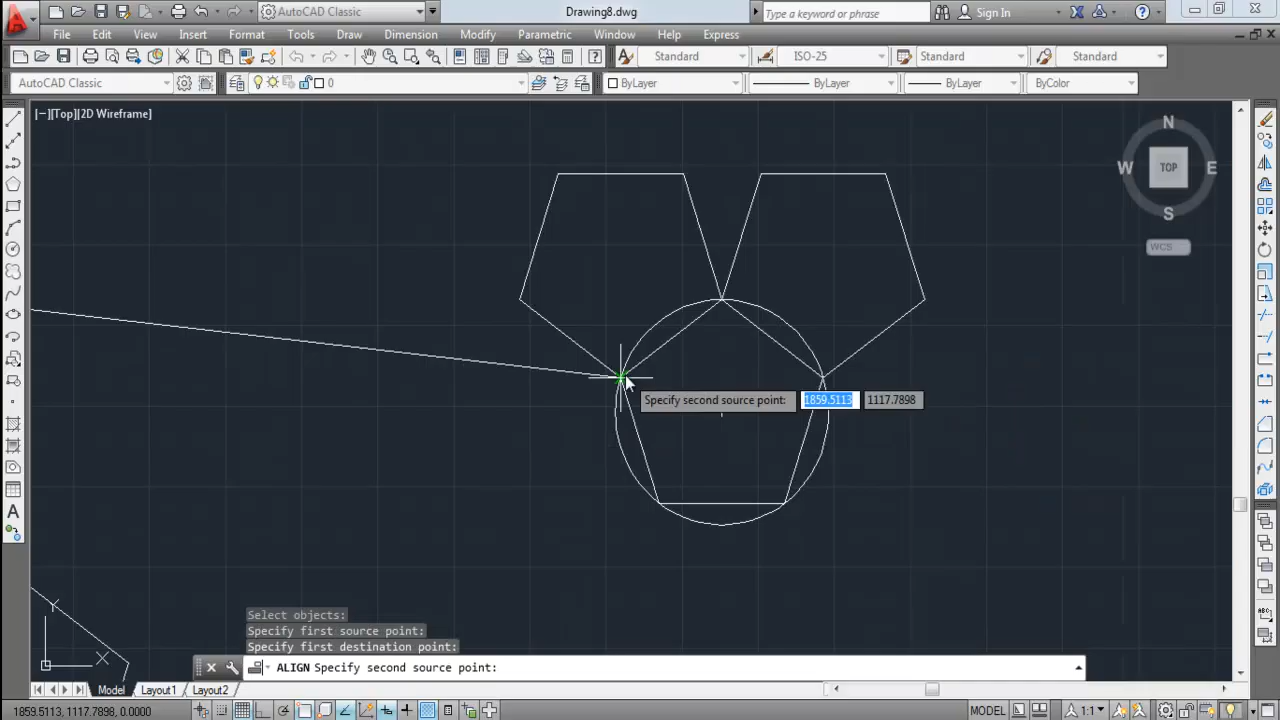 AutoCAD Classic
Drawing8.dwg
Type a keyword or phrase
Sign In
File Edit View Insert Format Tools Draw Dimension Modify Parametric Window Help Express
Standard
ISO-25
Standard
Standard
AutoCAD Classic
0
ByLayer
ByLayer
ByLayer
ByColor
[−][Top][2D Wireframe]
N
W
TOP
E
S
WCS
Specify second source point: 1859.5113 1117.7898
Y
X
Select objects:
Specify first source point:
Specify first destination point:
ALIGN Specify second source point:
A
Model Layout1 Layout2
1859.5113, 1117.7898, 0.0000
MODEL
1:1